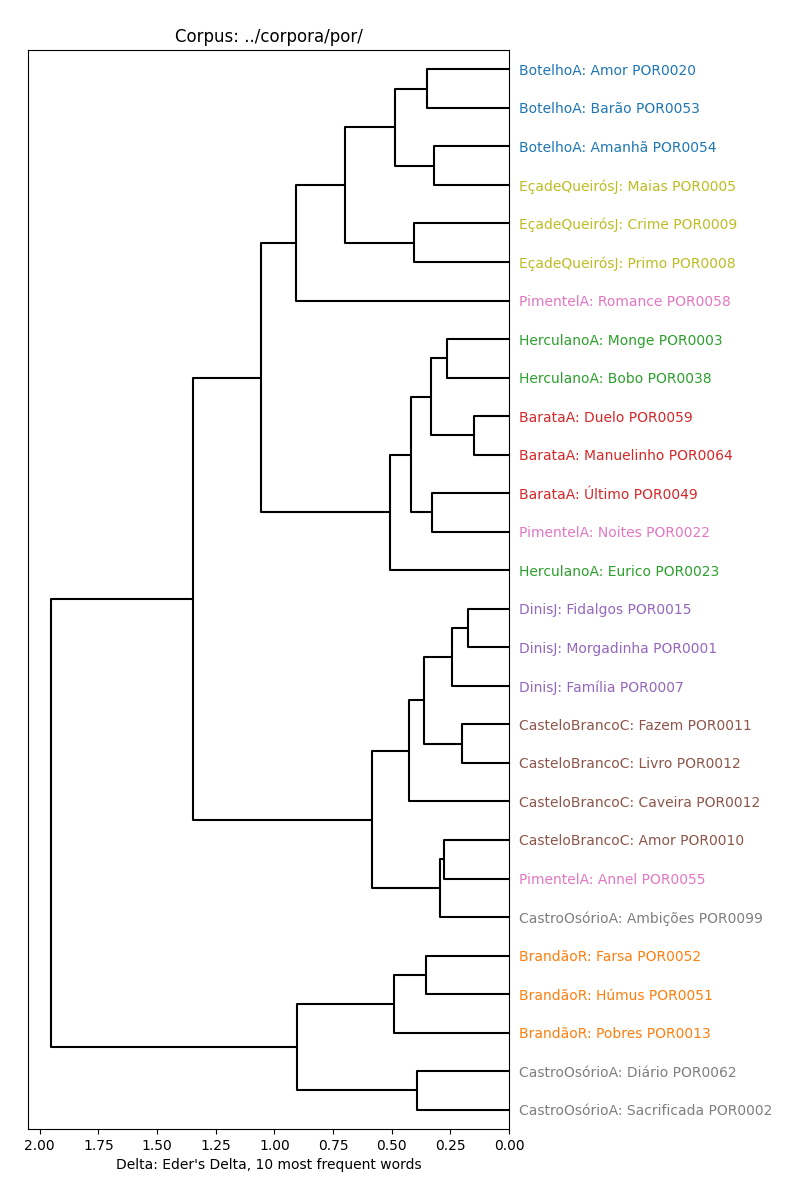 Corpus: ../corpora/por/
BotelhoA: Amor POR0020
BotelhoA: Barão POR0053
BotelhoA: Amanhã POR0054
EçadeQueirósJ: Maias POR0005
EçadeQueirósJ: Crime POR0009
EçadeQueirósJ: Primo POR0008
PimentelA: Romance POR0058
HerculanoA: Monge POR0003
HerculanoA: Bobo POR0038
BarataA: Duelo POR0059
BarataA: Manuelinho POR0064
BarataA: Último POR0049
PimentelA: Noites POR0022
HerculanoA: Eurico POR0023
DinisJ: Fidalgos POR0015
DinisJ: Morgadinha POR0001
DinisJ: Família POR0007
CasteloBrancoC: Fazem POR0011
CasteloBrancoC: Livro POR0012
CasteloBrancoC: Caveira POR0012
CasteloBrancoC: Amor POR0010
PimentelA: Annel POR0055
CastroOsórioA: Ambições POR0099
BrandãoR: Farsa POR0052
BrandãoR: Húmus POR0051
BrandãoR: Pobres POR0013
CastroOsórioA: Diário POR0062
CastroOsórioA: Sacrificada POR0002
2.00 1.75 1.50 1.25 1.00 0.75 0.50 0.25 0.00
Delta: Eder's Delta, 10 most frequent words